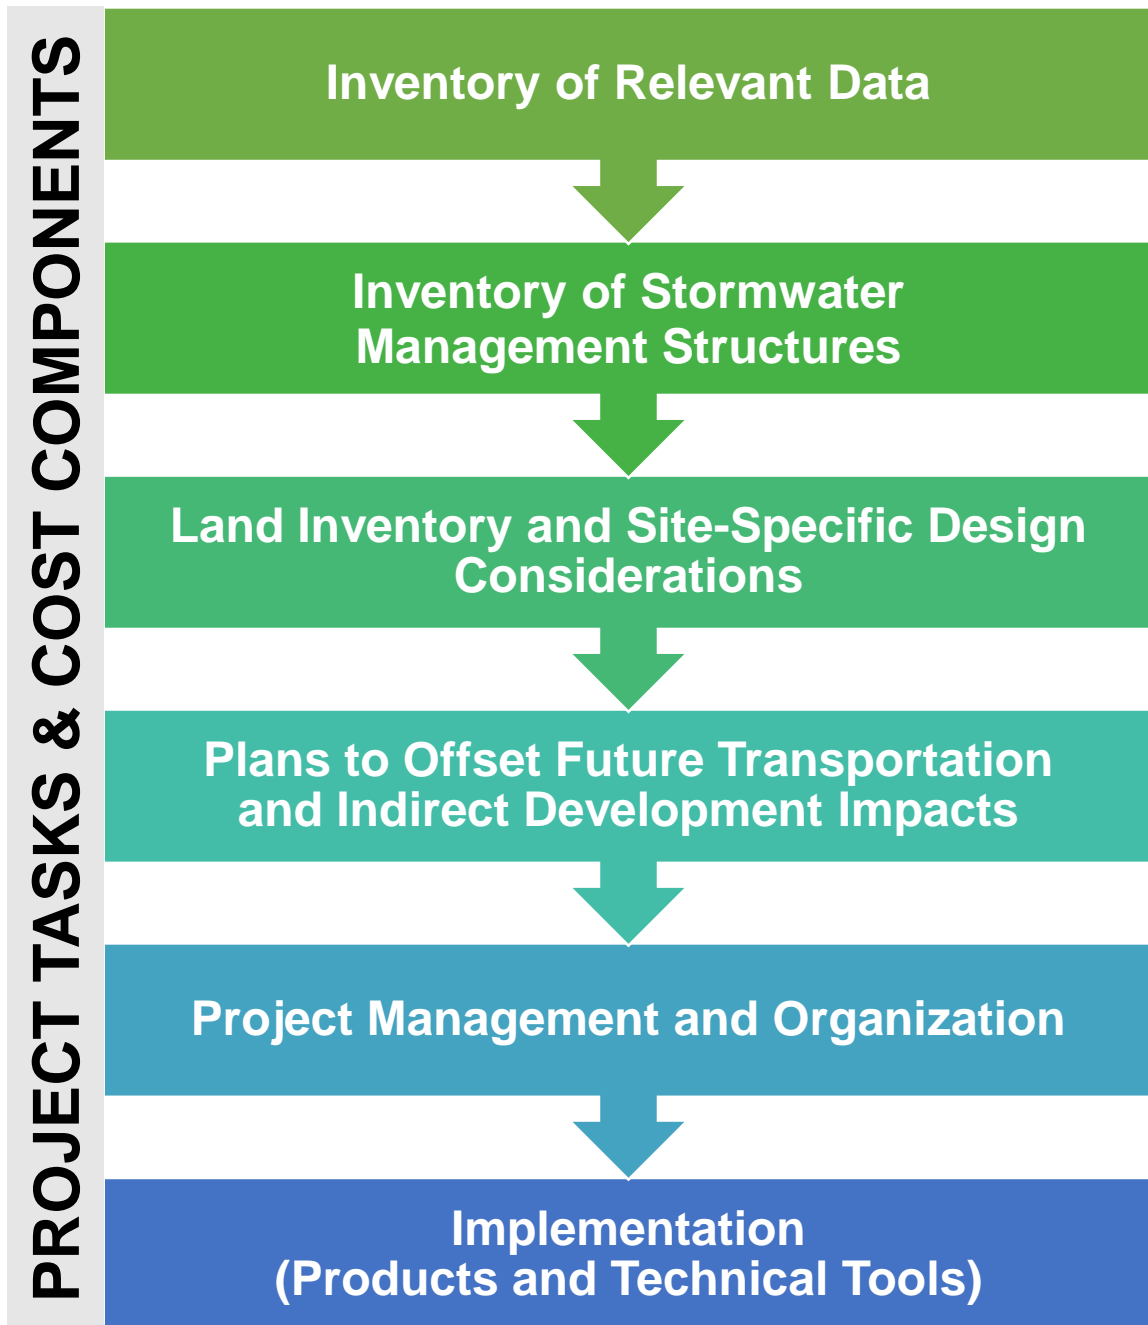 PROJECT TASKS & COST COMPONENTS
Inventory of Relevant Data
Inventory of Stormwater
Management Structures
Land Inventory and Site-Specific Design
Considerations
Plans to Offset Future Transportation
and Indirect Development Impacts
Project Management and Organization
Implementation
(Products and Technical Tools)